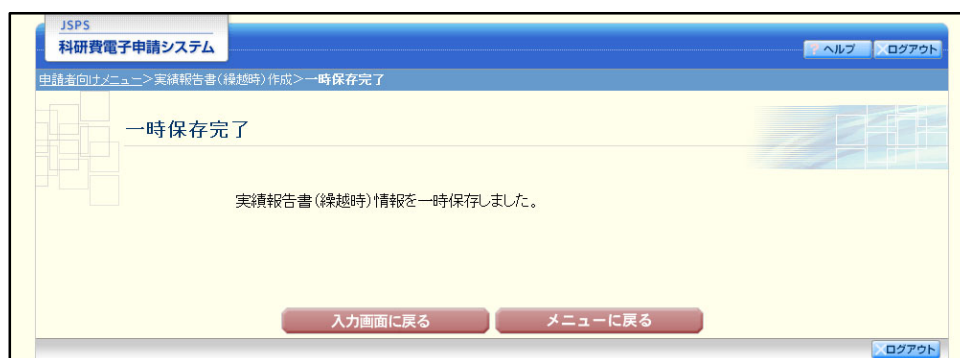 JSPS
科研費電子申請システム
? ヘルプ
ログアウト
申請者向けメニュー>実績報告書(繰越時)作成>一時保存完了
一時保存完了
実績報告書(繰越時)情報を一時保存しました。
入力画面に戻る
メニューに戻る
ログアウト